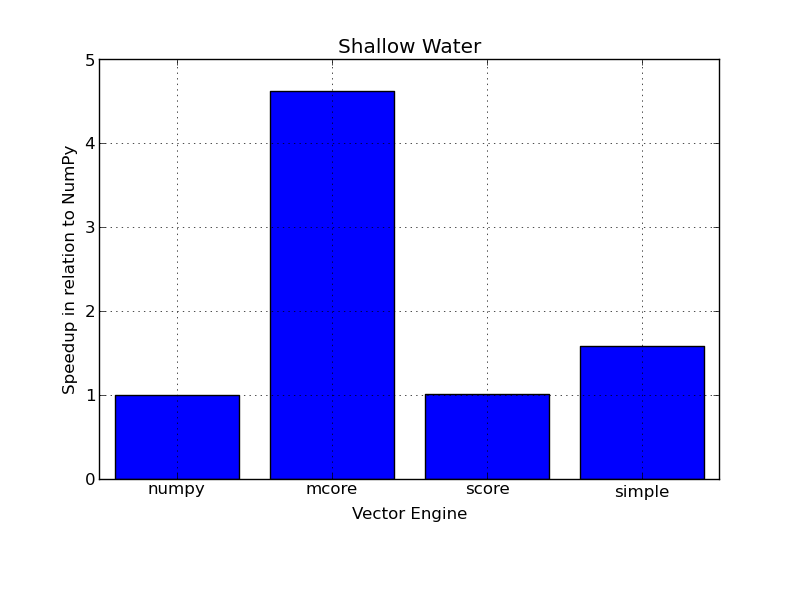 Shallow Water
5
4
3
2
1
0
Speedup in relation to NumPy
numpy mcore score simple
Vector Engine